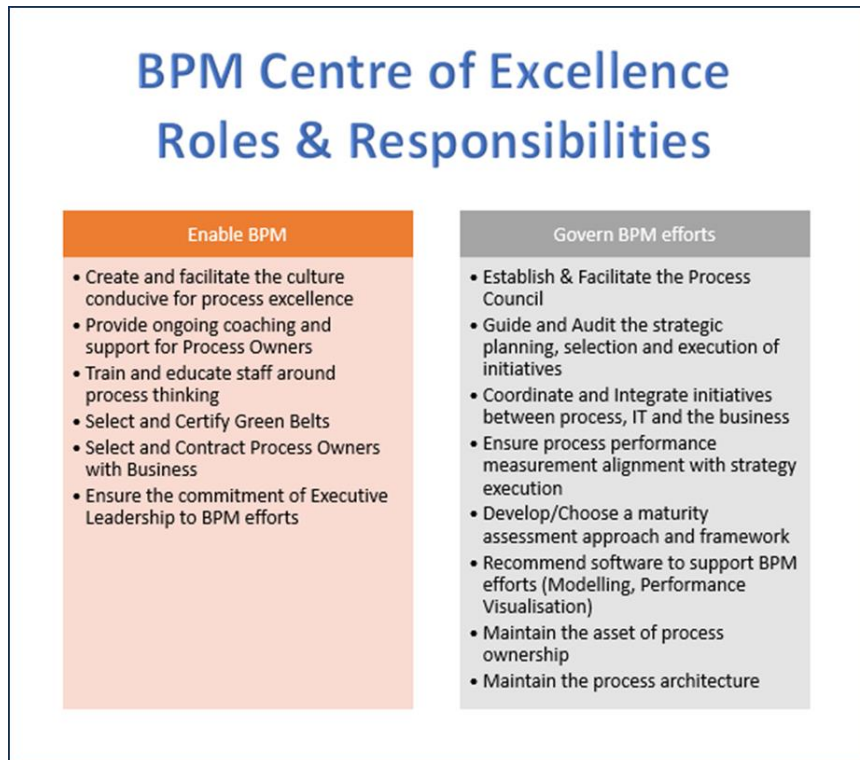 BPM Centre of Excellence
Roles & Responsibilities
Enable BPM
• Create and facilitate the culture
conducive for process excellence
• Provide ongoing coaching and
support for Process Owners
• Train and educate staff around
process thinking
• Select and Certify Green Belts
• Select and Contract Process Owners
with Business
• Ensure the commitment of Executive
Leadership to BPM efforts
Govern BPM efforts
• Establish & Facilitate the Process
Council
• Guide and Audit the strategic
planning, selection and execution of
initiatives
• Coordinate and Integrate initiatives
between process, IT and the business
• Ensure process performance
measurement alignment with strategy
execution
• Develop/Choose a maturity
assessment approach and framework
• Recommend software to support BPM
efforts (Modelling, Performance
Visualisation)
• Maintain the asset of process
ownership
• Maintain the process architecture